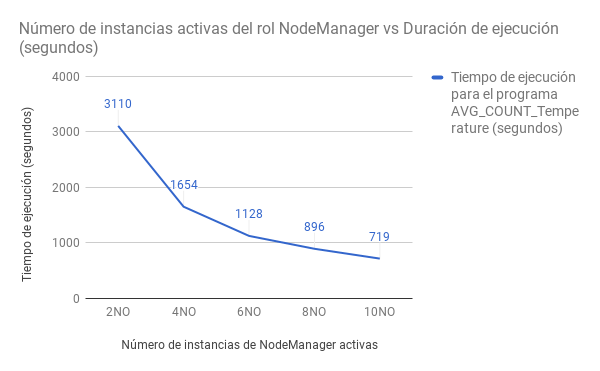 Número de instancias activas del rol NodeManager vs Duración de ejecución
(segundos)
4000
3000
2000
1000
0
Tiempo de ejecución (segundos)
3110
1654
1128
896
719
2NO
4NO
6NO
8NO
10NO
Número de instancias de NodeManager activas
Tiempo de ejecución
para el programa
AVG_COUNT_Tempe
rature (segundos)